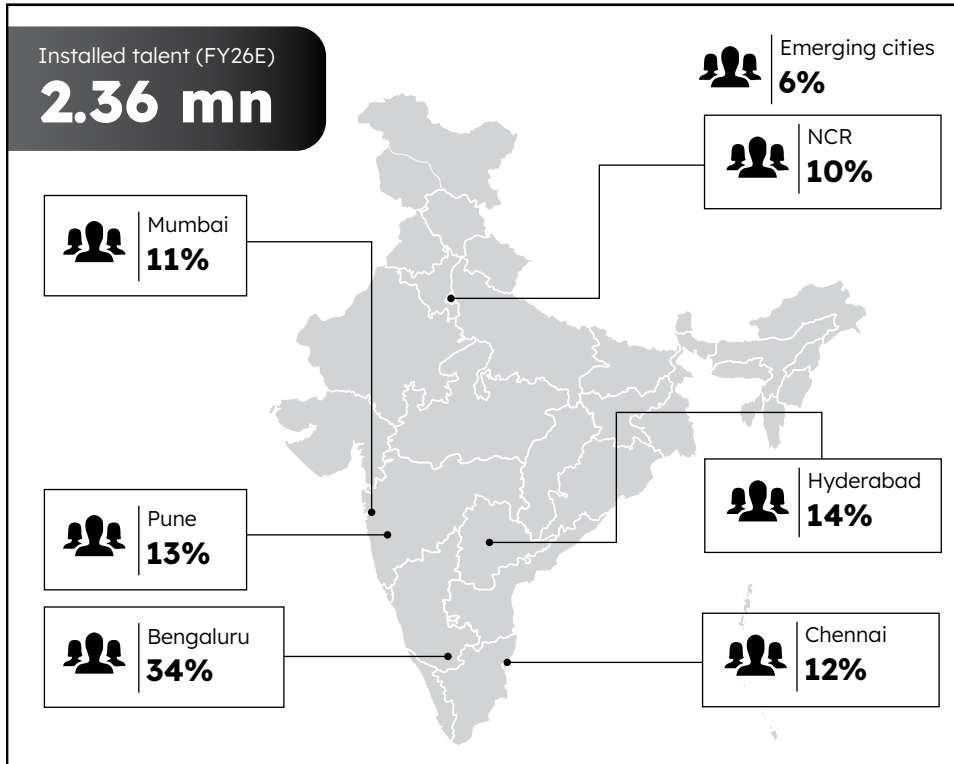 Installed talent (FY26E)
2.36 mn
Emerging cities
6%
NCR
10%
Mumbai
11%
Hyderabad
14%
Pune
13%
Bengaluru
34%
Chennai
12%